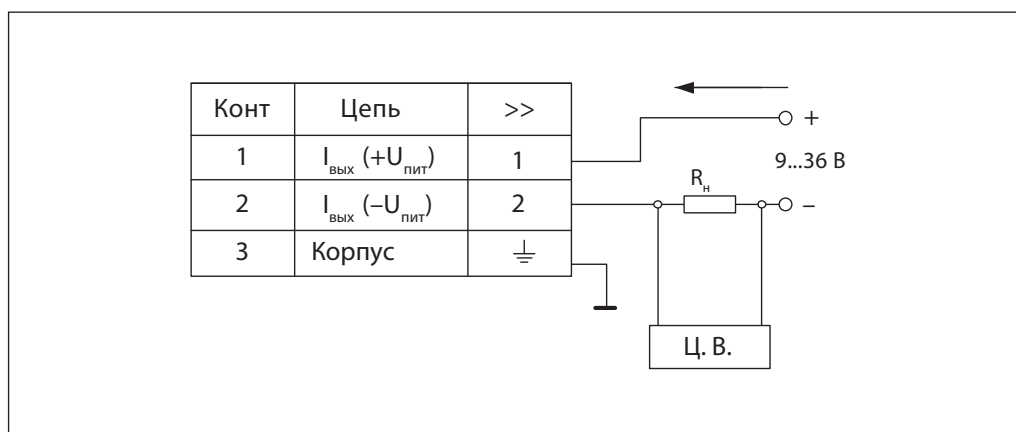 Конт Цепь >>
1 Iвых (+Uпит) 1
2 Iвых (–Uпит) 2
3 Корпус
+
9...36 В
Rн
–
Ц. В.